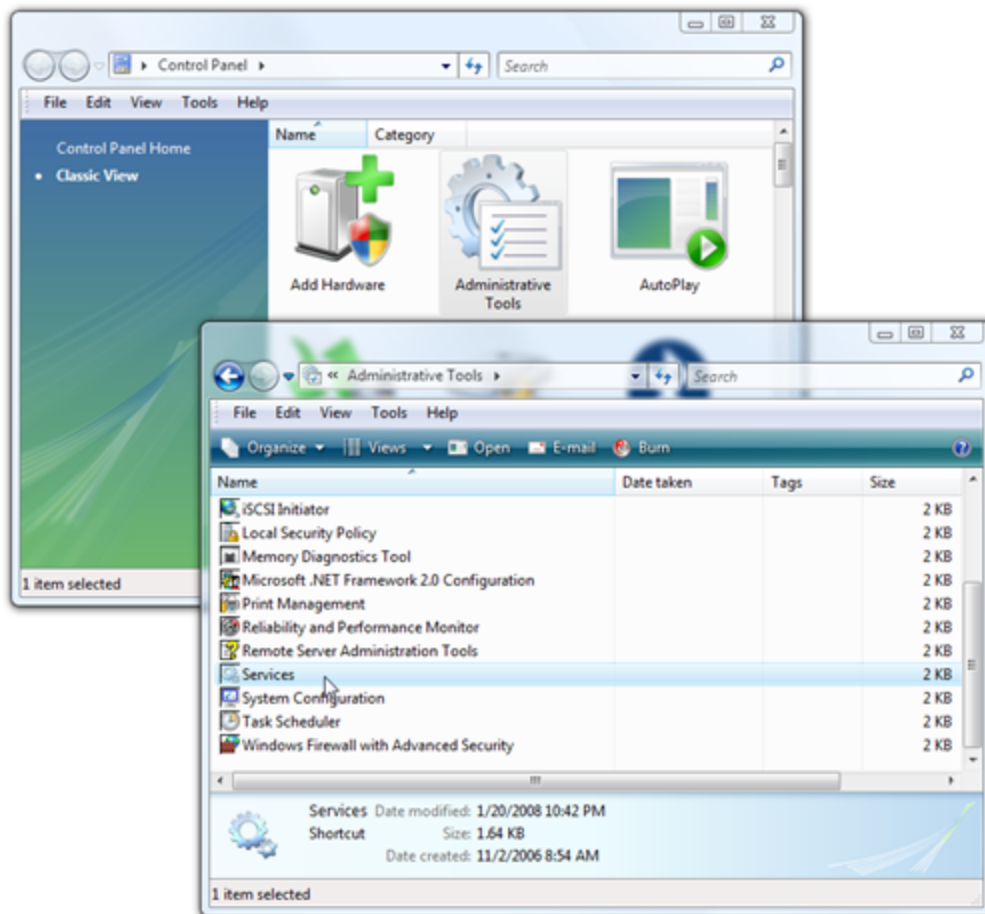 Control Panel
Search
File Edit View Tools Help
Control Panel Home
Classic View
Name Category
Add Hardware
Administrative
Tools
AutoPlay
1 item selected
« Administrative Tools
Search
File Edit View Tools Help
Organize Views Open E-mail Burn
Name Date taken Tags Size
iSCSI Initiator 2 KB
Local Security Policy 2 KB
Memory Diagnostics Tool 2 KB
Microsoft .NET Framework 2.0 Configuration 2 KB
Print Management 2 KB
Reliability and Performance Monitor 2 KB
Remote Server Administration Tools 2 KB
Services 2 KB
System Configuration 2 KB
Task Scheduler 2 KB
Windows Firewall with Advanced Security 2 KB
Services Date modified: 1/20/2008 10:42 PM
Shortcut Size: 1.64 KB
Date created: 11/2/2006 8:54 AM
1 item selected